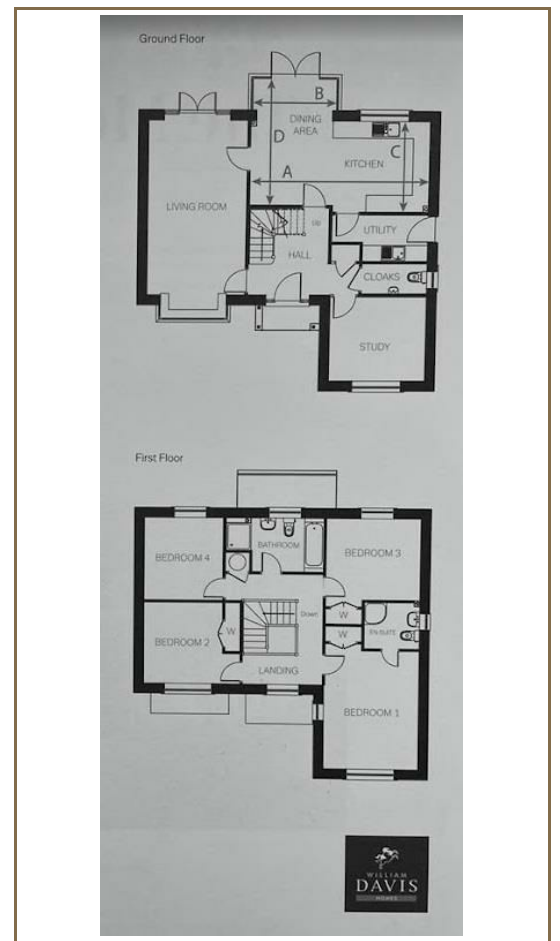 Ground Floor
B
DINING
AREA
D
C
KITCHEN
A
LIVING ROOM
UP
UTILITY
HALL
CLOAKS
STUDY
First Floor
BATHROOM
BEDROOM 4
BEDROOM 3
Down
W
W
W
EN SUITE
BEDROOM 2
LANDING
BEDROOM 1
WILLIAM
DAVIS
HOMES